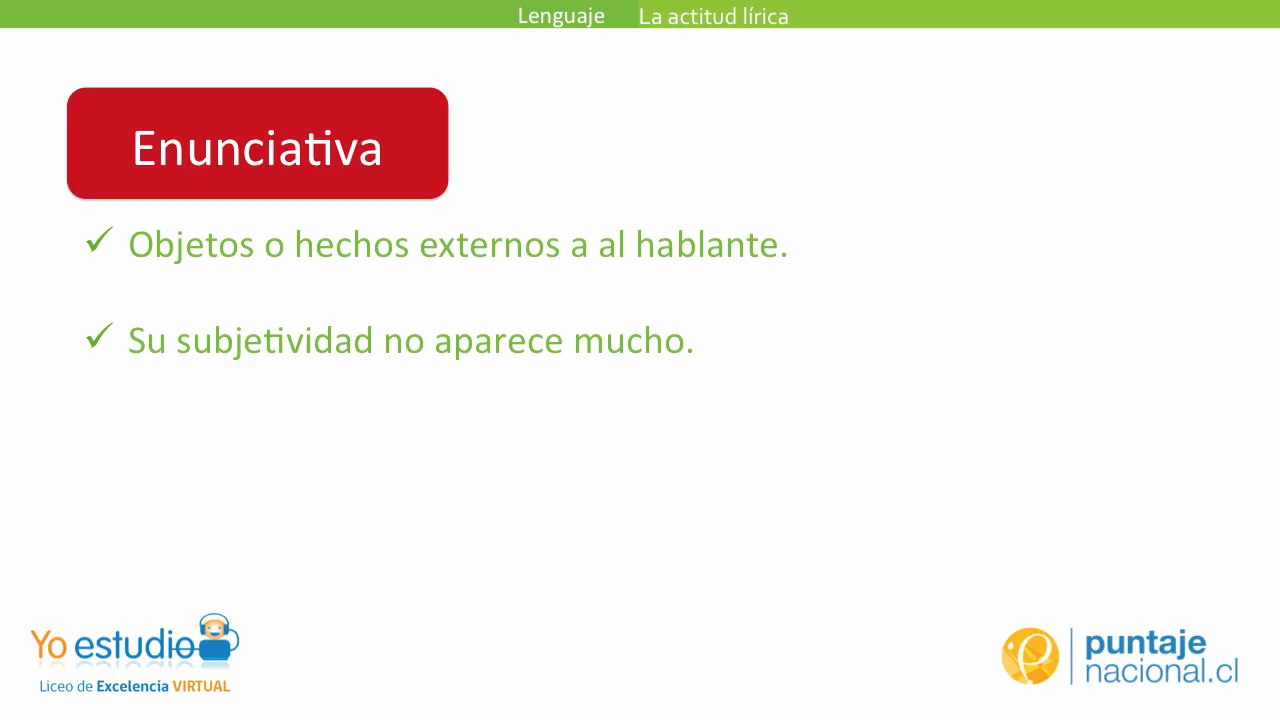 Lenguaje La actitud lírica
Enunciativa
✓ Objetos o hechos externos a al hablante.
✓ Su subjetividad no aparece mucho.
Yo estudio
Liceo de Excelencia VIRTUAL
puntaje
nacional.cl